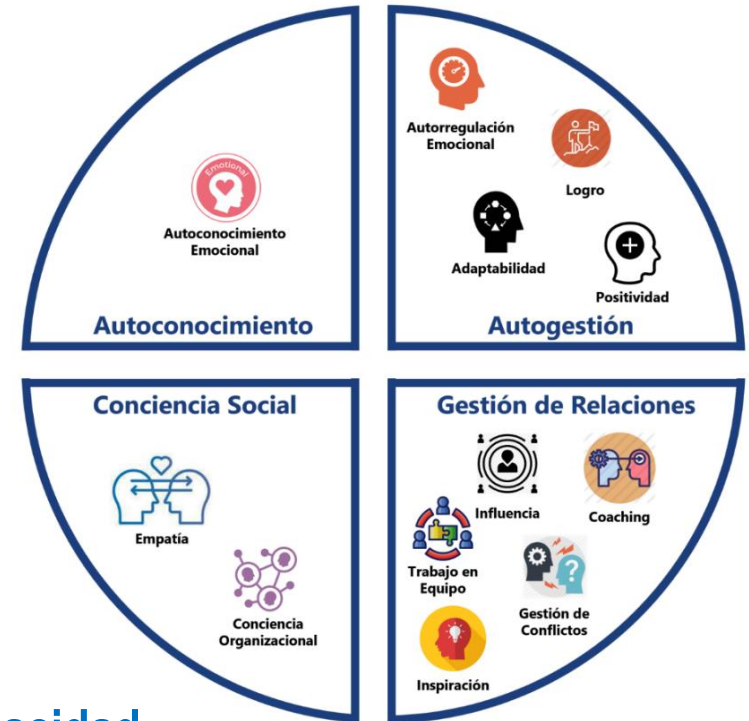 Emotional
Autoconocimiento
Emocional
Autoconocimiento
Autorregulación
Emocional
Logro
Adaptabilidad
Positividad
Autogestión
Conciencia Social
Empatía
Conciencia
Organizacional
Gestión de Relaciones
Influencia
Coaching
Trabajo en
Equipo
Gestión de
Conflictos
Inspiración